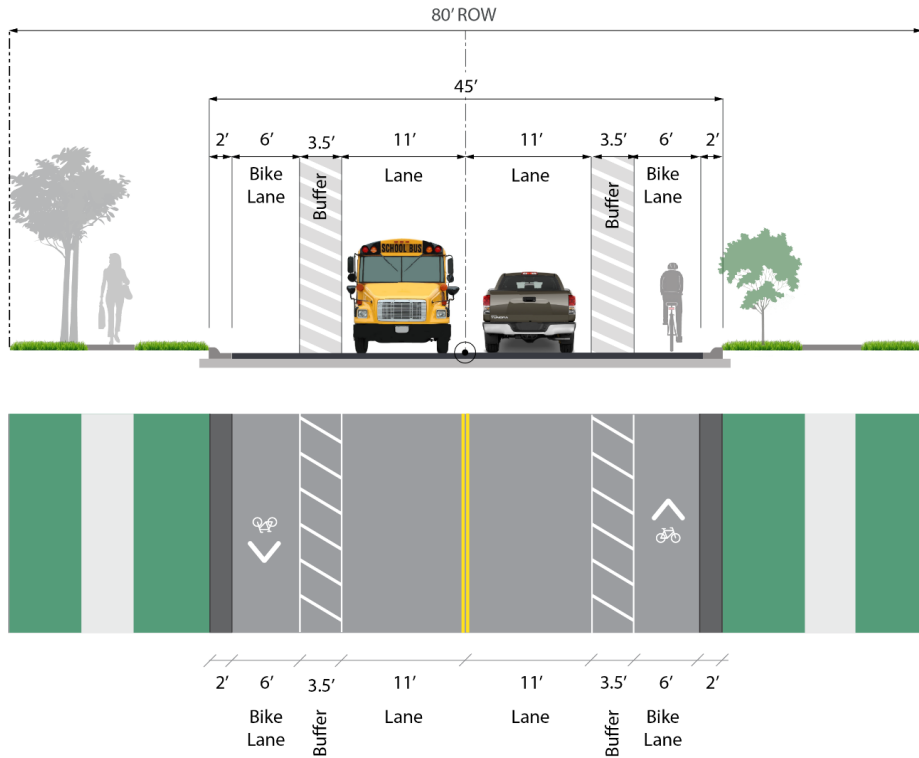 80' ROW
45'
2' 6' 3.5' 11' 11' 3.5' 6' 2'
Bike Lane Buffer Lane Lane Buffer Bike Lane
SCHOOL BUS
2' 6' 3.5' 11' 11' 3.5' 6' 2'
Bike Lane Buffer Lane Lane Buffer Bike Lane